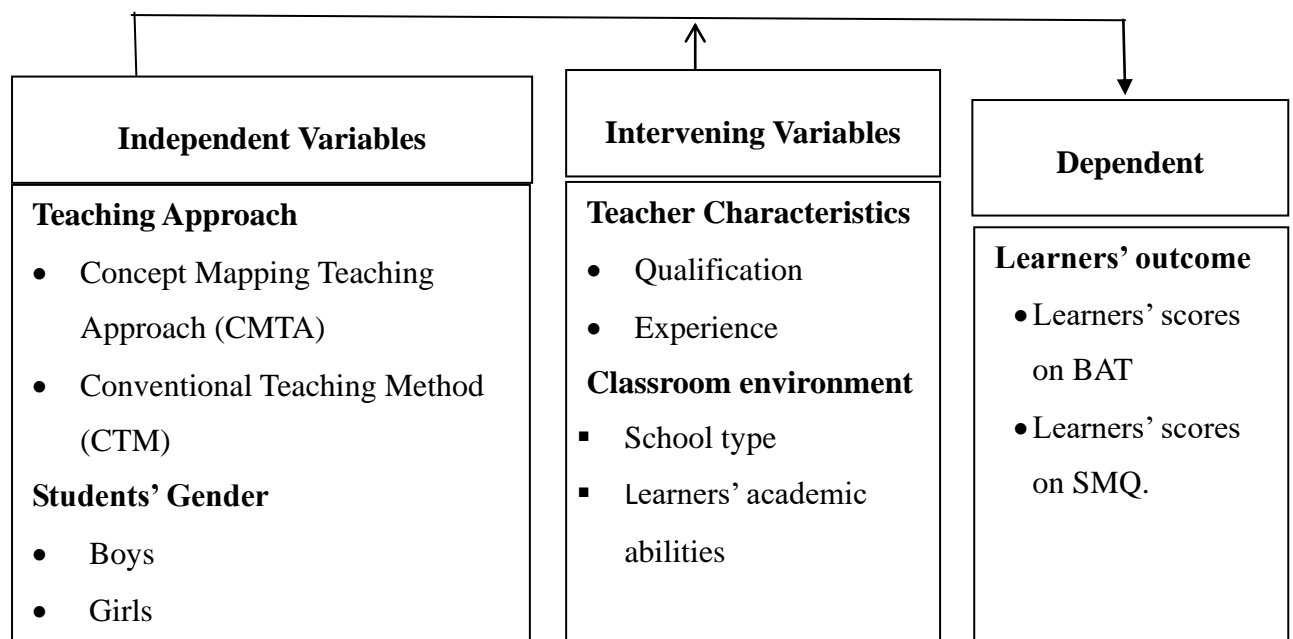 Independent Variables
Teaching Approach
• Concept Mapping Teaching
Approach (CMTA)
• Conventional Teaching Method
(CTM)
Students’ Gender
• Boys
• Girls
Intervening Variables
Teacher Characteristics
• Qualification
• Experience
Classroom environment
▪ School type
▪ Learners’ academic
abilities
Dependent
Learners’ outcome
• Learners’ scores
on BAT
• Learners’ scores
on SMQ.